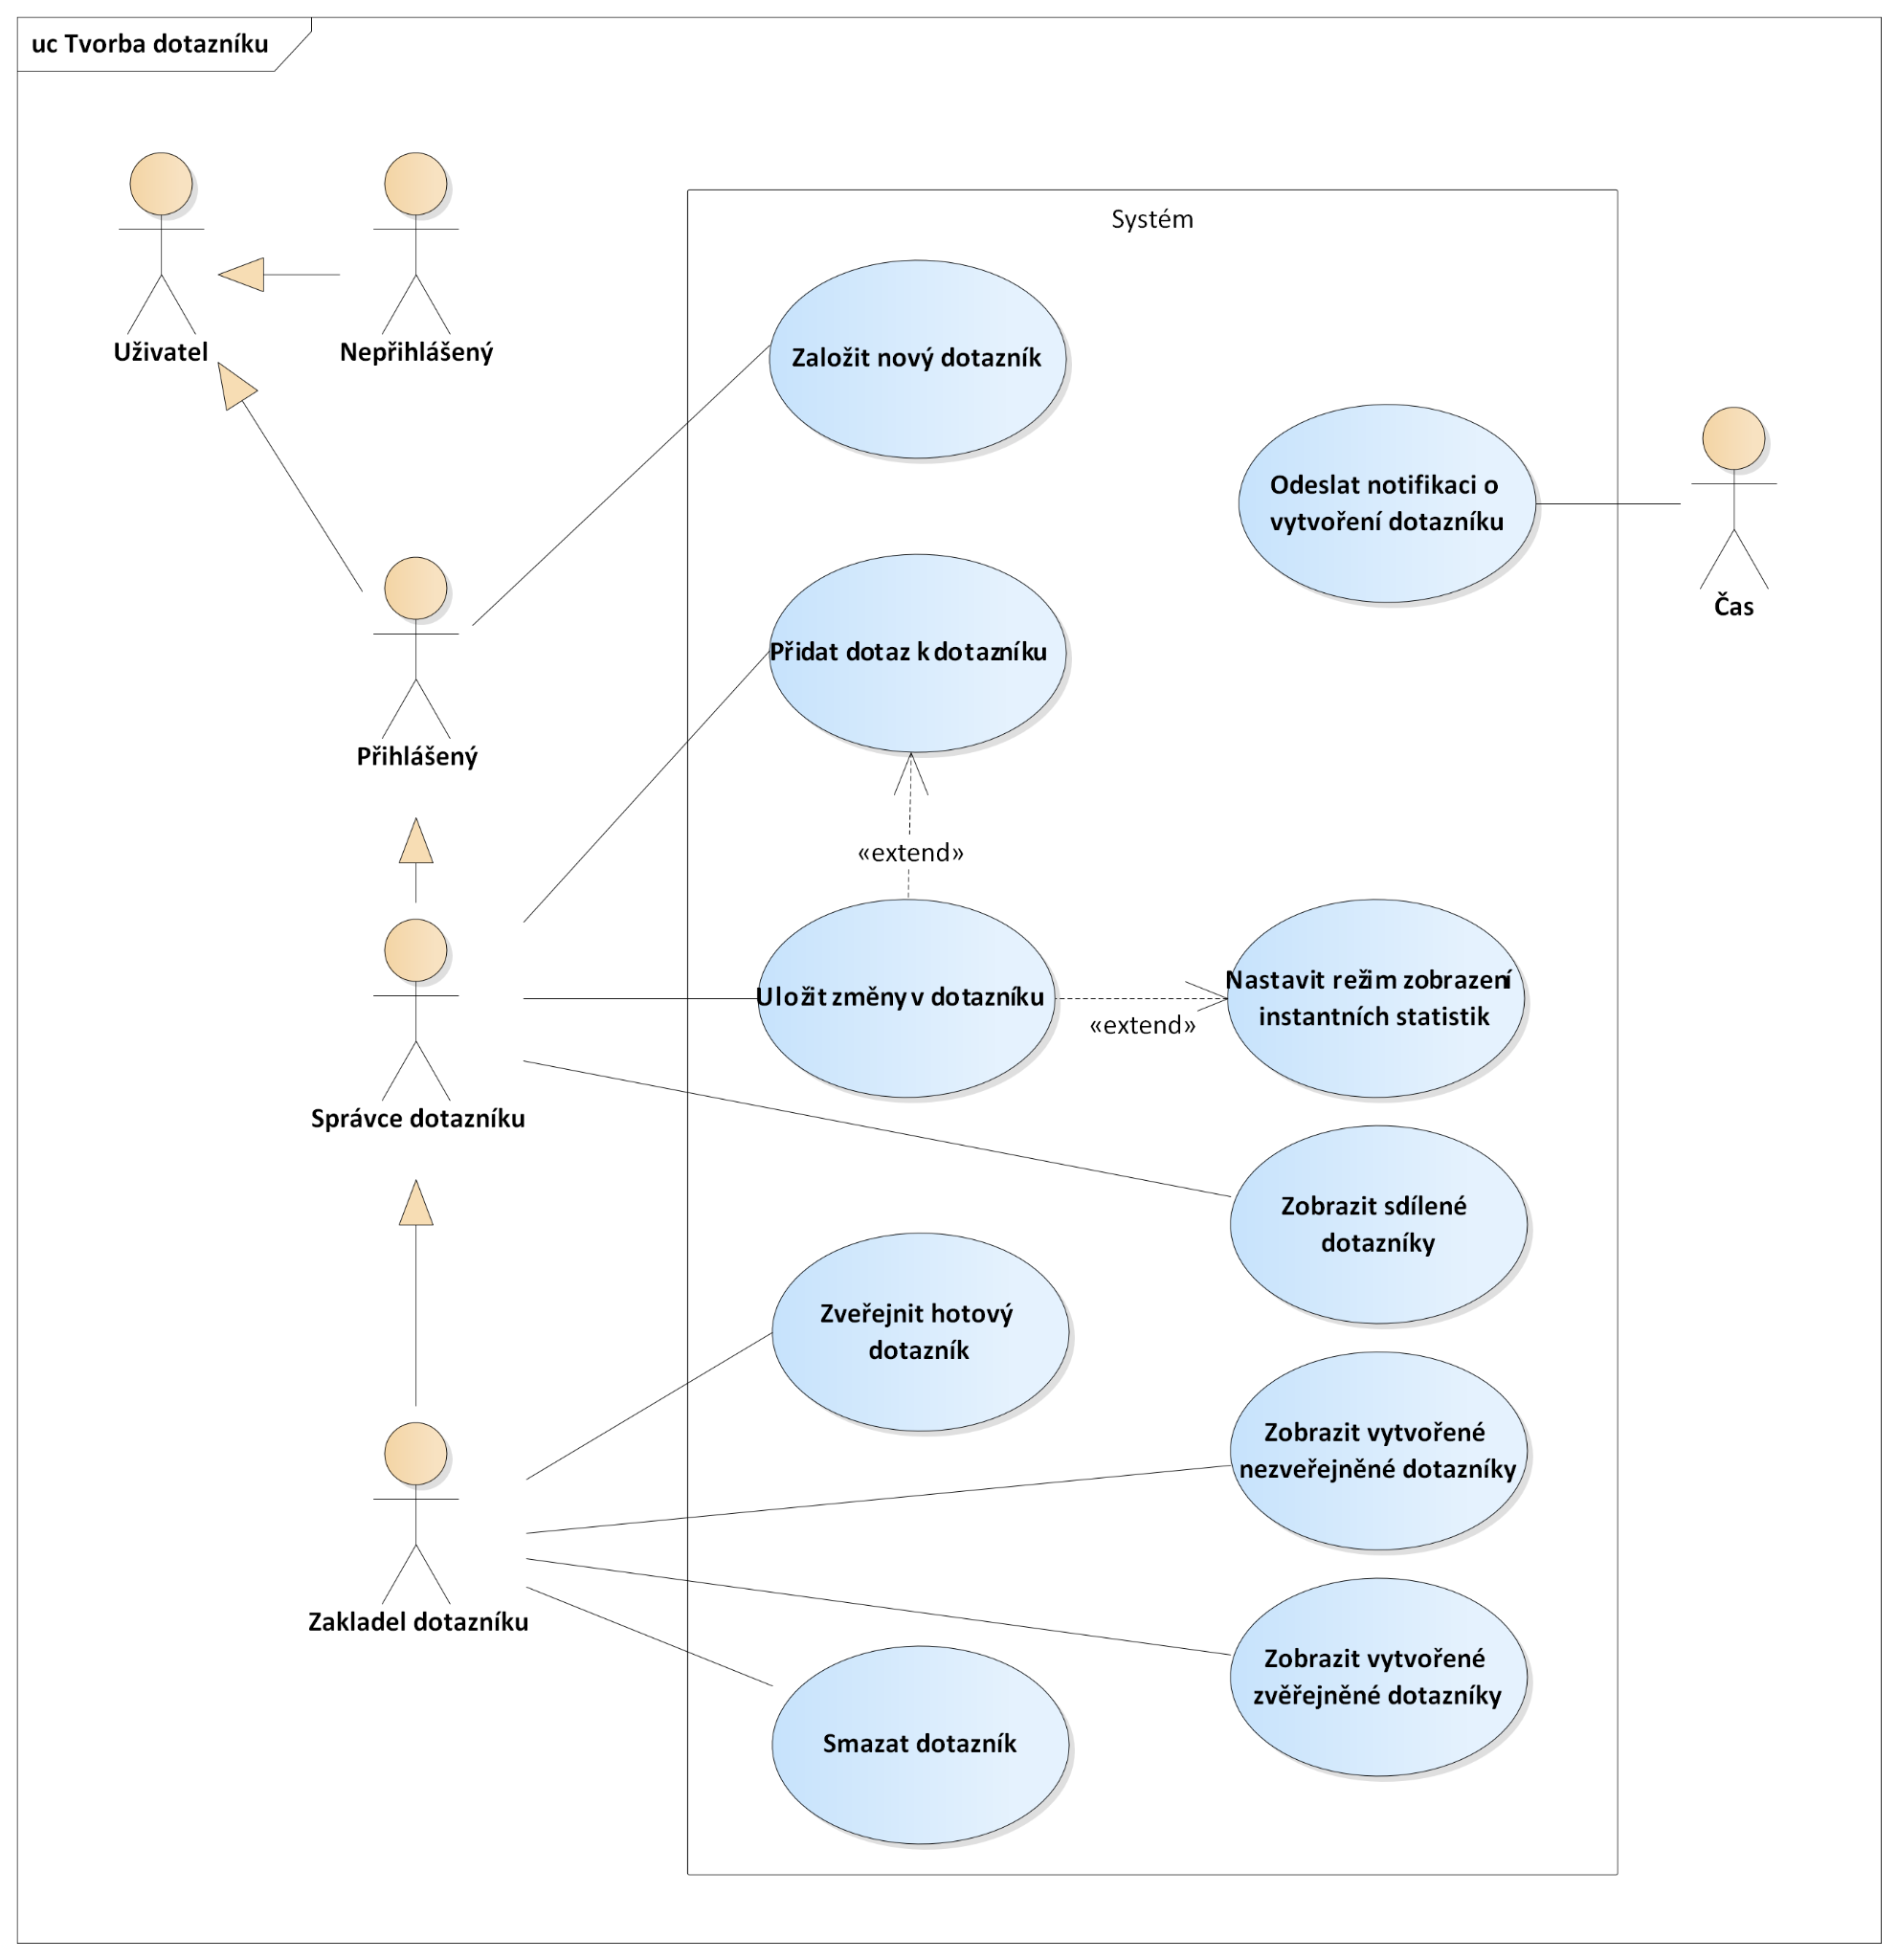 uc Tvorba dotazníku
Uživatel
Nepřihlášený
Systém
Založit nový dotazník
Odeslat notifikaci o
vytvoření dotazníku
Čas
Přidat dotaz k dotazníku
Přihlášený
«extend»
Správce dotazníku
Uložit změny v dotazníku
«extend»
Nastavit režim zobrazení
instantních statistik
Zobrazit sdílené
dotazníky
Zveřejnit hotový
dotazník
Zobrazit vytvořené
nezveřejněné dotazníky
Zakladel dotazníku
Zobrazit vytvořené
zvěřejněné dotazníky
Smazat dotazník